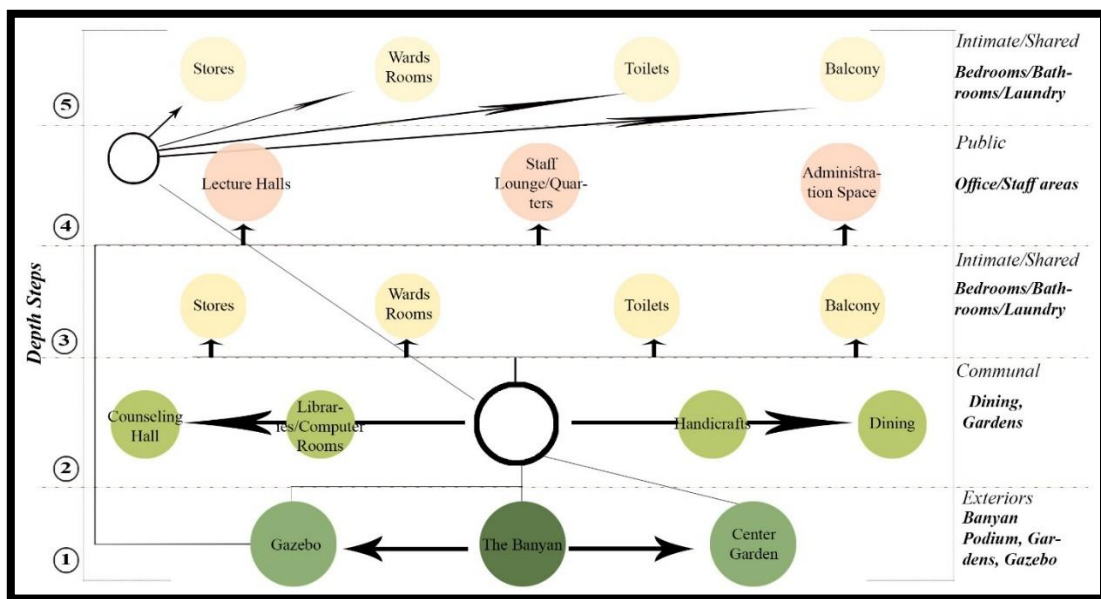 Intimate/Shared
Stores
Wards
Rooms
Toilets
Balcony
Bedrooms/Bath-
rooms/Laundry
5
Public
Lecture Halls
Staff
Lounge/Quar-
ters
Administra-
tion Space
Office/Staff areas
4
Intimate/Shared
Stores
Wards
Rooms
Toilets
Balcony
Bedrooms/Bath-
rooms/Laundry
3
Depth Steps
Communal
Counseling
Hall
Librar-
ies/Computer
Rooms
Handicrafts
Dining
Dining,
Gardens
2
Exteriors
Gazebo
The Banyan
Center
Garden
Banyan
Podium, Gar-
dens, Gazebo
1